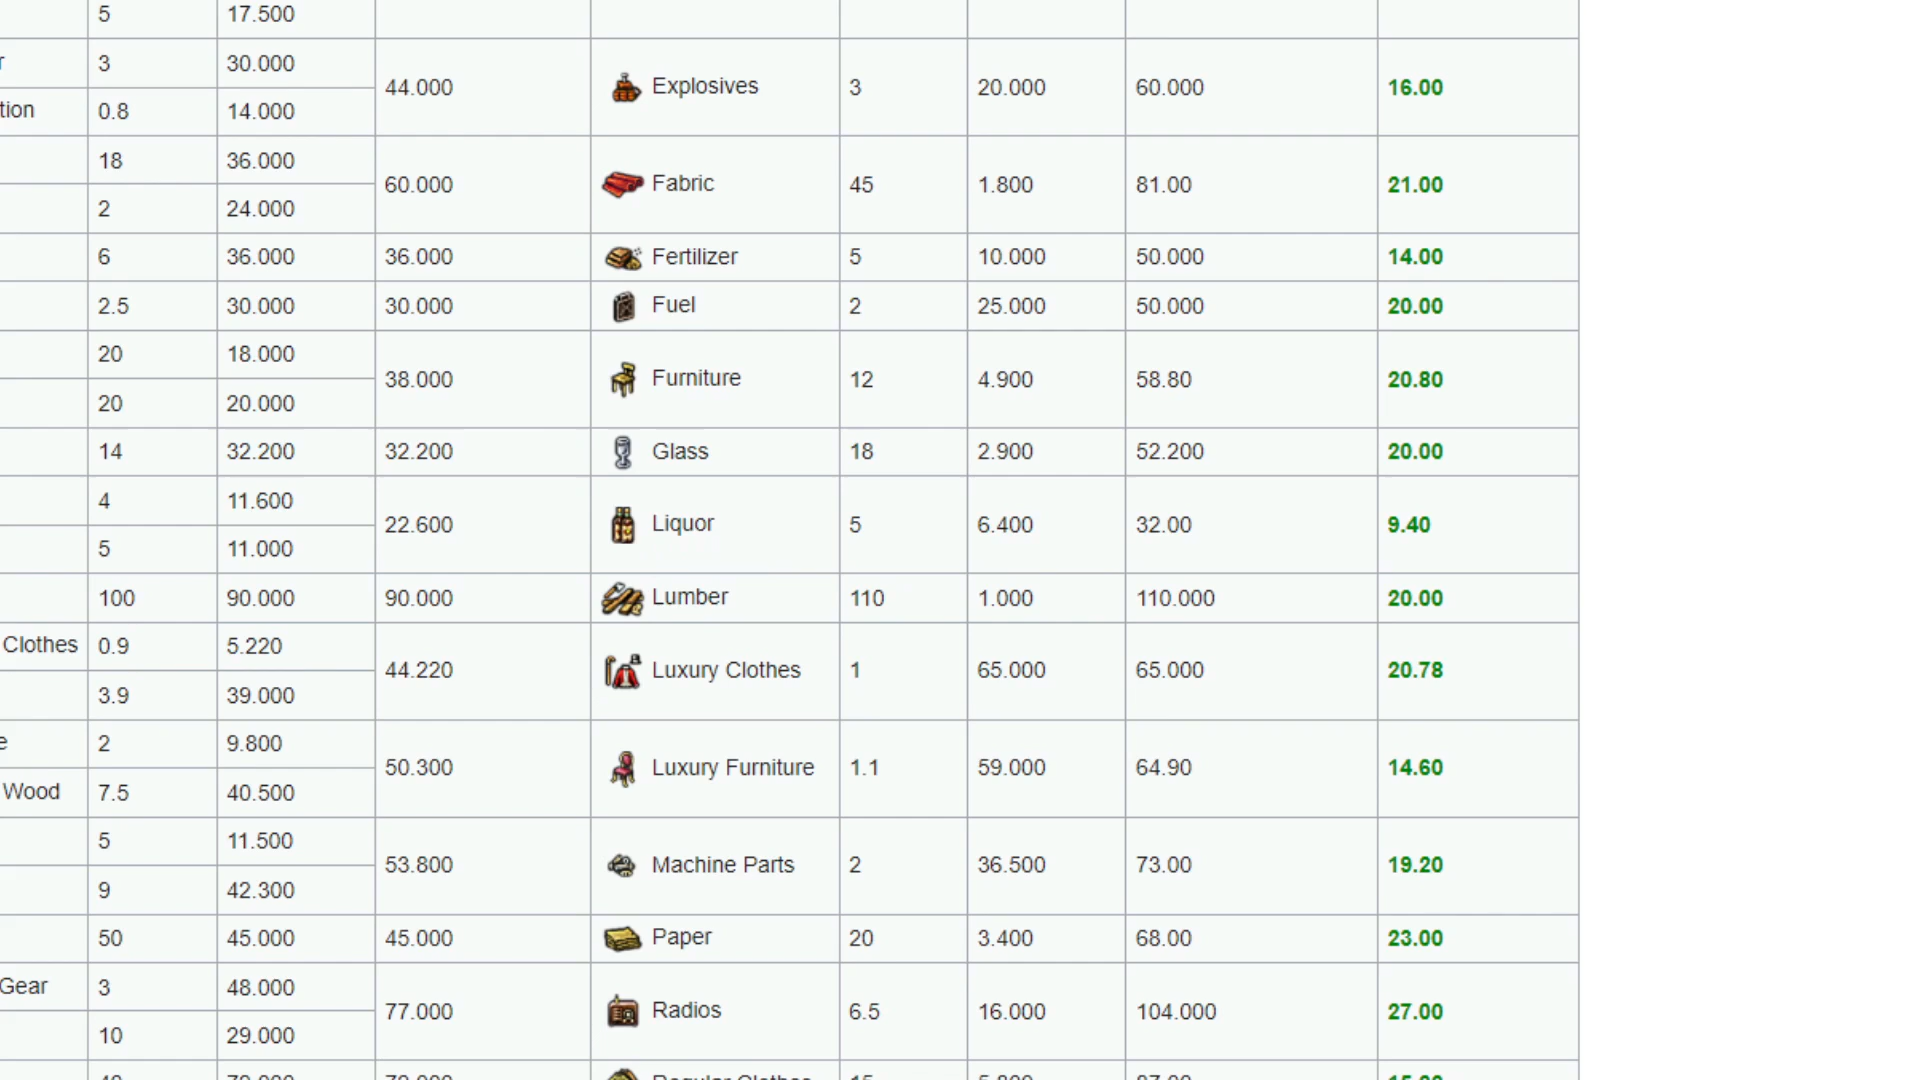 5 17.500
r 3 30.000 44.000 Explosives 3 20.000 60.000 16.00
tion 0.8 14.000
18 36.000 60.000 Fabric 45 1.800 81.00 21.00
2 24.000
6 36.000 36.000 Fertilizer 5 10.000 50.000 14.00
2.5 30.000 30.000 Fuel 2 25.000 50.000 20.00
20 18.000 38.000 Furniture 12 4.900 58.80 20.80
20 20.000
14 32.200 32.200 Glass 18 2.900 52.200 20.00
4 11.600 22.600 Liquor 5 6.400 32.00 9.40
5 11.000
100 90.000 90.000 Lumber 110 1.000 110.000 20.00
Clothes 0.9 5.220 44.220 Luxury Clothes 1 65.000 65.000 20.78
3.9 39.000
e 2 9.800 50.300 Luxury Furniture 1.1 59.000 64.90 14.60
Wood 7.5 40.500
5 11.500 53.800 Machine Parts 2 36.500 73.00 19.20
9 42.300
50 45.000 45.000 Paper 20 3.400 68.00 23.00
Gear 3 48.000 77.000 Radios 6.5 16.000 104.000 27.00
10 29.000
Regular Clothes